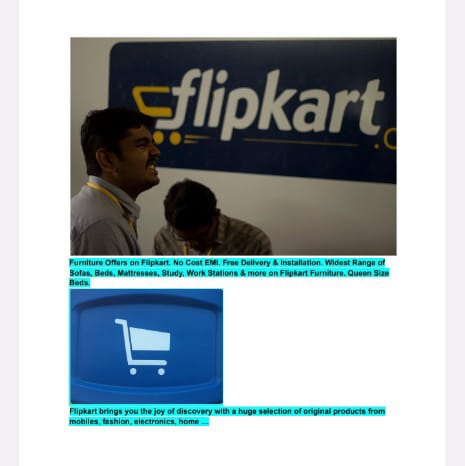 flipkart
Furniture Offers on Flipkart. No Cost EMI. Free Delivery & Installation. Widest Range of
Sofas, Beds, Mattresses, Study, Work Stations & more on Flipkart Furniture. Queen Size
Beds.
Flipkart brings you the joy of discovery with a huge selection of original products from
mobiles, fashion, electronics, home ...